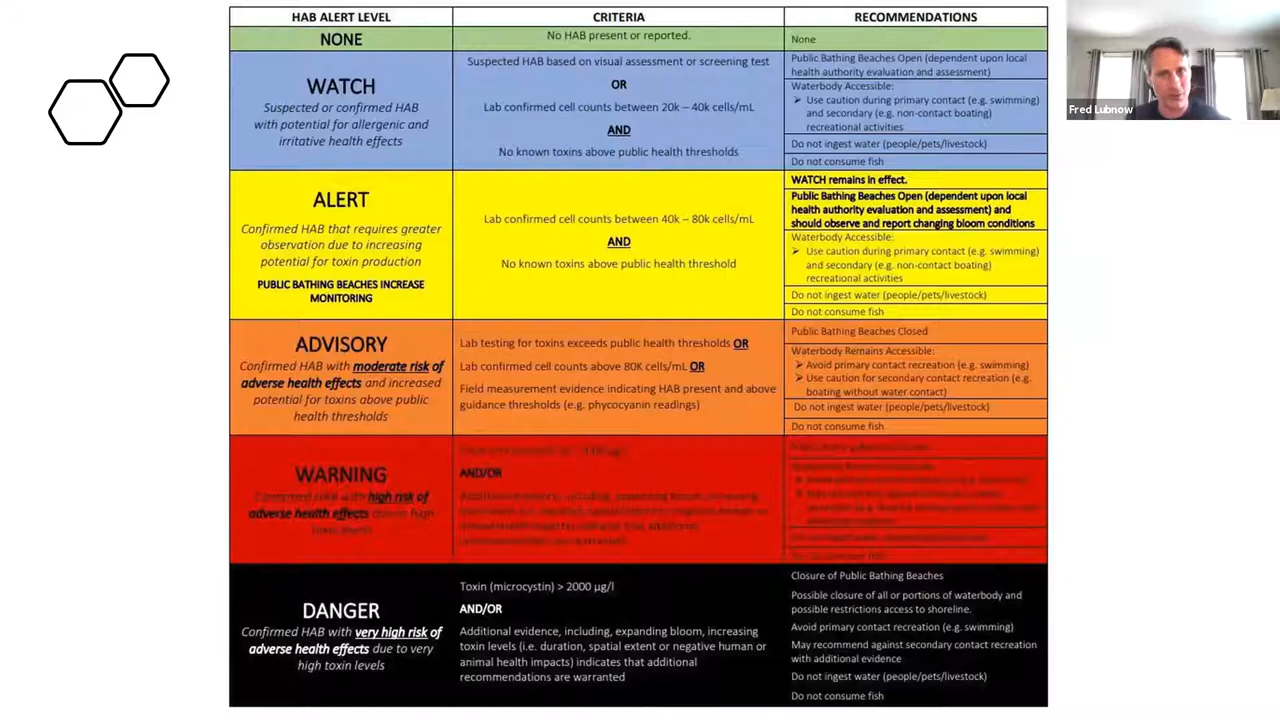 HAB ALERT LEVEL
CRITERIA
RECOMMENDATIONS
NONE
No HAB present or reported.
None
WATCH
Suspected or confirmed HAB
with potential for allergenic and
irritative health effects
Suspected HAB based on visual assessment or screening test
OR
Lab confirmed cell counts between 20k – 40k cells/mL
AND
No known toxins above public health thresholds
Public Bathing Beaches Open (dependent upon local
health authority evaluation and assessment)
Waterbody Accessible:
➢ Use caution during primary contact (e.g. swimming)
and secondary (e.g. non-contact boating)
recreational activities
Do not ingest water (people/pets/livestock)
Do not consume fish
ALERT
Confirmed HAB that requires greater
observation due to increasing
potential for toxin production
PUBLIC BATHING BEACHES INCREASE
MONITORING
Lab confirmed cell counts between 40k – 80k cells/mL
AND
No known toxins above public health threshold
WATCH remains in effect.
Public Bathing Beaches Open (dependent upon local
health authority evaluation and assessment) and
should observe and report changing bloom conditions
Waterbody Accessible:
➢ Use caution during primary contact (e.g. swimming)
and secondary (e.g. non-contact boating)
recreational activities
Do not ingest water (people/pets/livestock)
Do not consume fish
ADVISORY
Confirmed HAB with moderate risk of
adverse health effects and increased
potential for toxins above public
health thresholds
Lab testing for toxins exceeds public health thresholds OR
Lab confirmed cell counts above 80K cells/mL OR
Field measurement evidence indicating HAB present and above
guidance thresholds (e.g. phycocyanin readings)
Public Bathing Beaches Closed
Waterbody Remains Accessible:
➢ Avoid primary contact recreation (e.g. swimming)
➢ Use caution for secondary contact recreation (e.g.
boating without water contact)
Do not ingest water (people/pets/livestock)
Do not consume fish
WARNING
Confirmed HAB with high risk of
adverse health effects due to high
toxin levels
AND/OR
DANGER
Confirmed HAB with very high risk of
adverse health effects due to very
high toxin levels
Toxin (microcystin) > 2000 µg/l
AND/OR
Additional evidence, including, expanding bloom, increasing
toxin levels (i.e. duration, spatial extent or negative human or
animal health impacts) indicates that additional
recommendations are warranted
Closure of Public Bathing Beaches
Possible closure of all or portions of waterbody and
possible restrictions access to shoreline.
Avoid primary contact recreation (e.g. swimming)
May recommend against secondary contact recreation
with additional evidence
Do not ingest water (people/pets/livestock)
Do not consume fish
Fred Lubnow